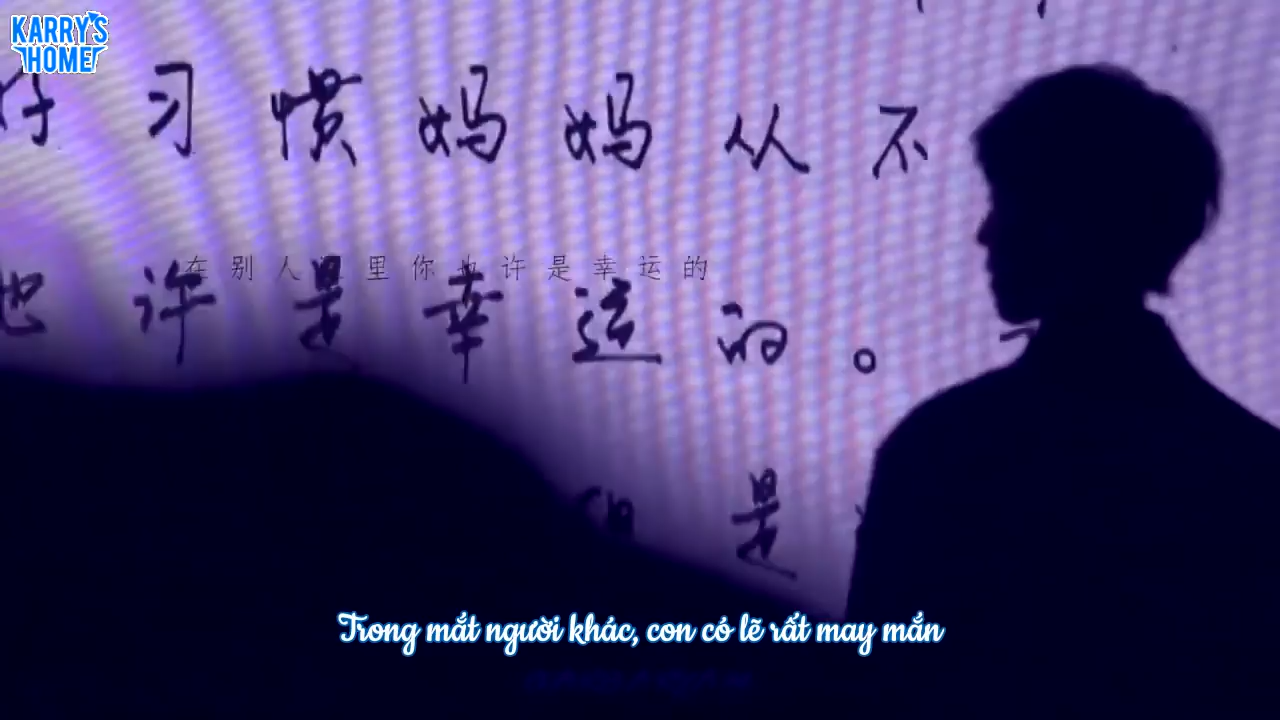 KARRY'S
HOME
好习惯妈妈从不
在别人眼里你也许是幸运的
也许是幸运的。
但是
Trong mắt người khác, con có lẽ rất may mắn